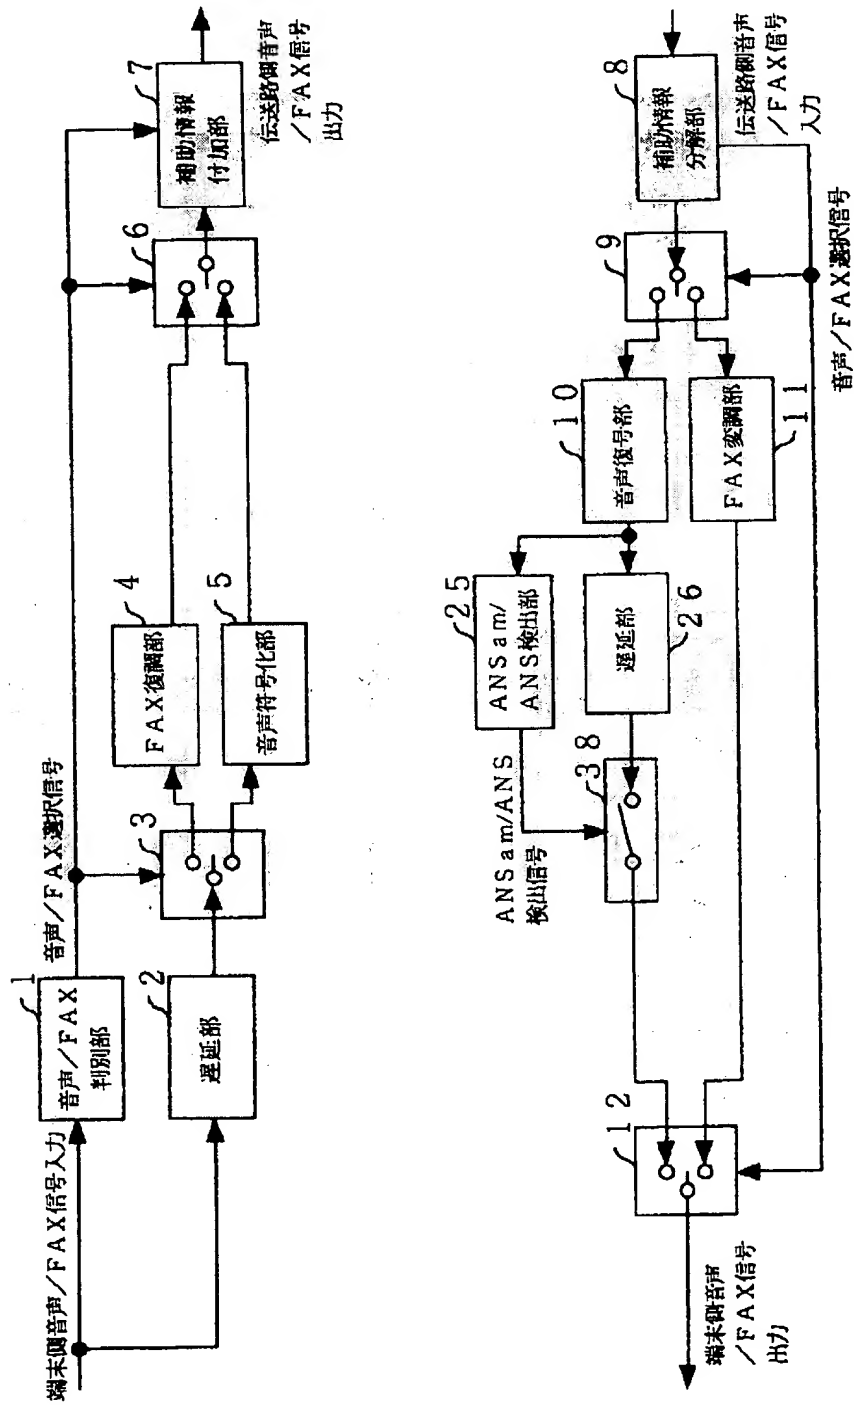 端末側音声／ＦＡＸ信号入力
1
音声／ＦＡＸ
判別部
2
遅延部
音声／ＦＡＸ選択信号
3
4
ＦＡＸ復調部
5
音声符号化部
6
7
補助情報
付加部
伝送路側音声
／ＦＡＸ信号
出力
端末側音声
／ＦＡＸ信号
出力
12
38
ANSam/ANS
検出信号
25
ＡＮＳａｍ/
ＡＮＳ検出部
26
遅延部
10
音声復号部
11
ＦＡＸ変調部
9
8
補助情報
分解部
伝送路側音声
／ＦＡＸ信号
入力
音声／ＦＡＸ選択信号